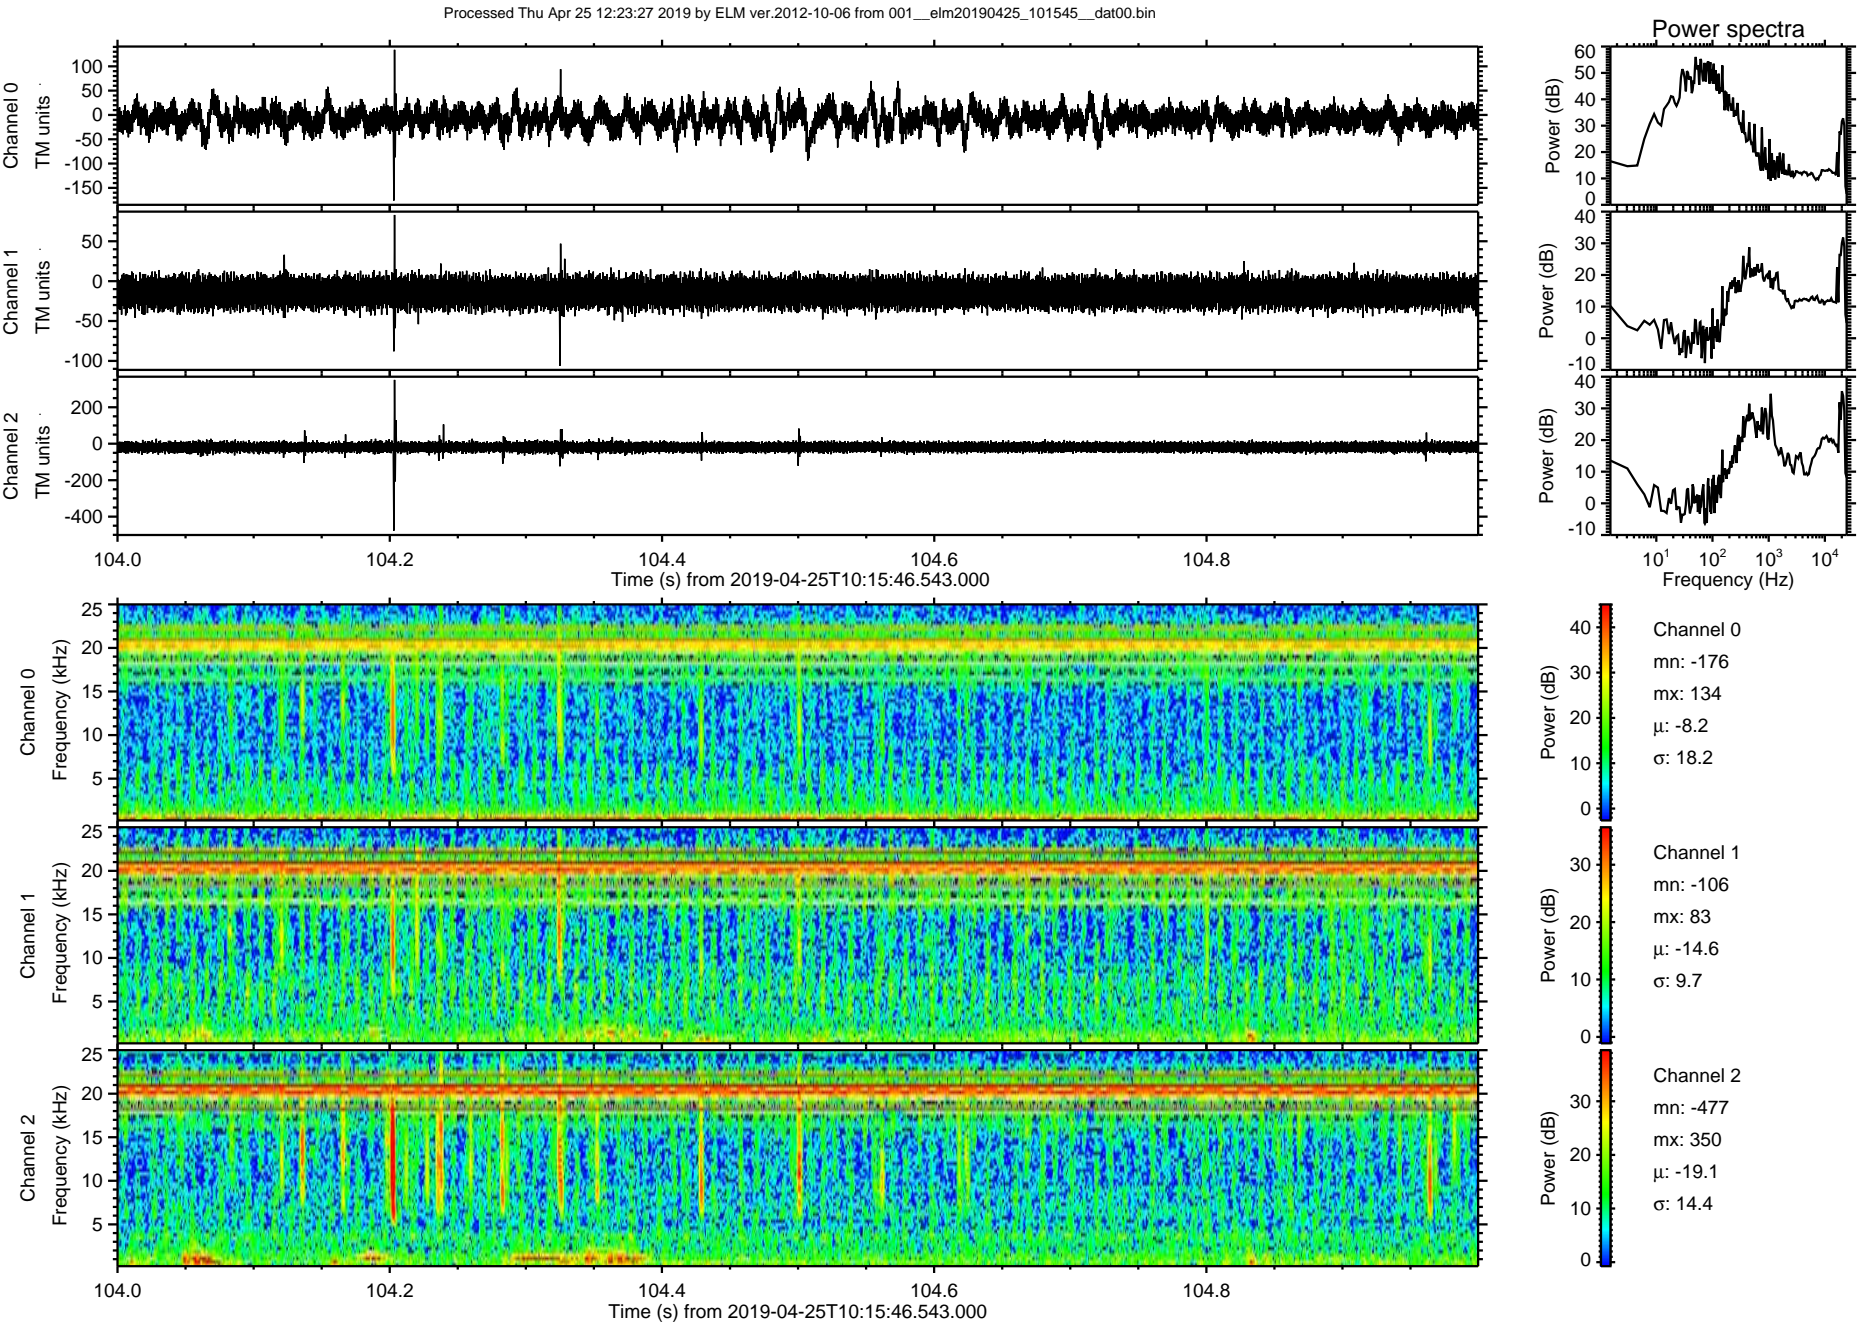 Processed Thu Apr 25 12:23:27 2019 by ELM ver.2012-10-06 from 001__elm20190425_101545__dat00.bin
Power spectra
Channel 0
TM units
100
50
0
-50
-100
-150
Power (dB)
60
50
40
30
20
10
0
Channel 1
TM units
50
0
-50
-100
Power (dB)
40
30
20
10
0
-10
Channel 2
TM units
200
0
-200
-400
Power (dB)
40
30
20
10
0
-10
104.0 104.2 104.4 104.6 104.8
Time (s) from 2019-04-25T10:15:46.543.000
10¹ 10² 10³ 10⁴
Frequency (Hz)
Channel 0
Frequency (kHz)
25
20
15
10
5
Power (dB)
40
30
20
10
0
Channel 0
mn: -176
mx: 134
µ: -8.2
σ: 18.2
Channel 1
Frequency (kHz)
25
20
15
10
5
Power (dB)
30
20
10
0
Channel 1
mn: -106
mx: 83
µ: -14.6
σ: 9.7
Channel 2
Frequency (kHz)
25
20
15
10
5
Power (dB)
30
20
10
0
Channel 2
mn: -477
mx: 350
µ: -19.1
σ: 14.4
104.0 104.2 104.4 104.6 104.8
Time (s) from 2019-04-25T10:15:46.543.000